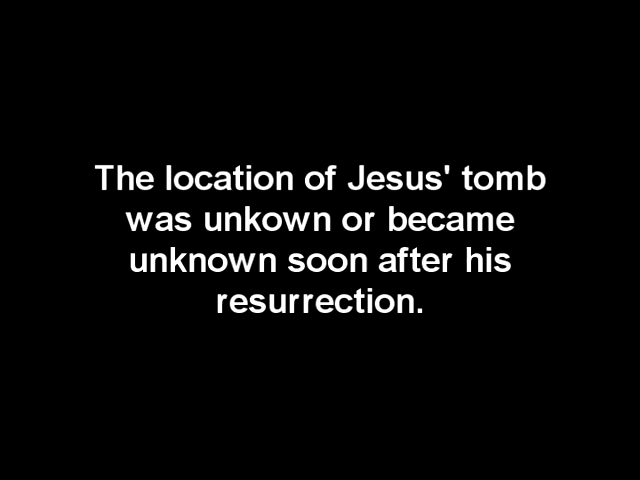 The location of Jesus' tomb
was unkown or became
unknown soon after his
resurrection.